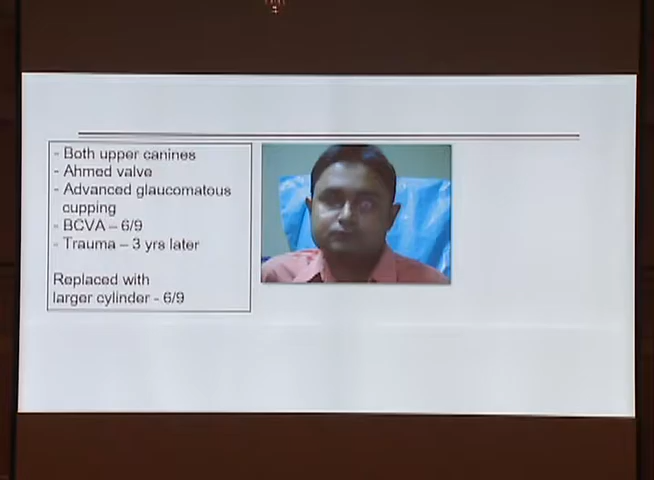 - Both upper canines
- Ahmed valve
- Advanced glaucomatous
cupping
- BCVA – 6/9
- Trauma – 3 yrs later
Replaced with
larger cylinder - 6/9